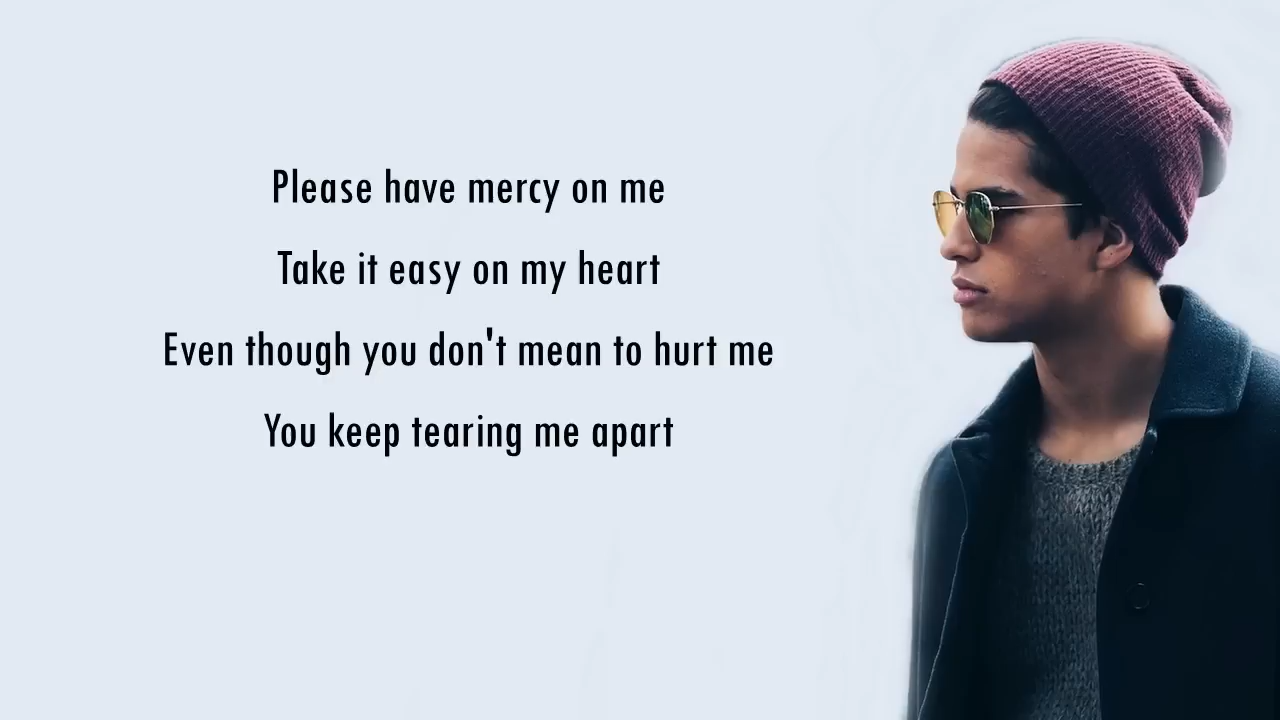 Please have mercy on me
Take it easy on my heart
Even though you don't mean to hurt me
You keep tearing me apart